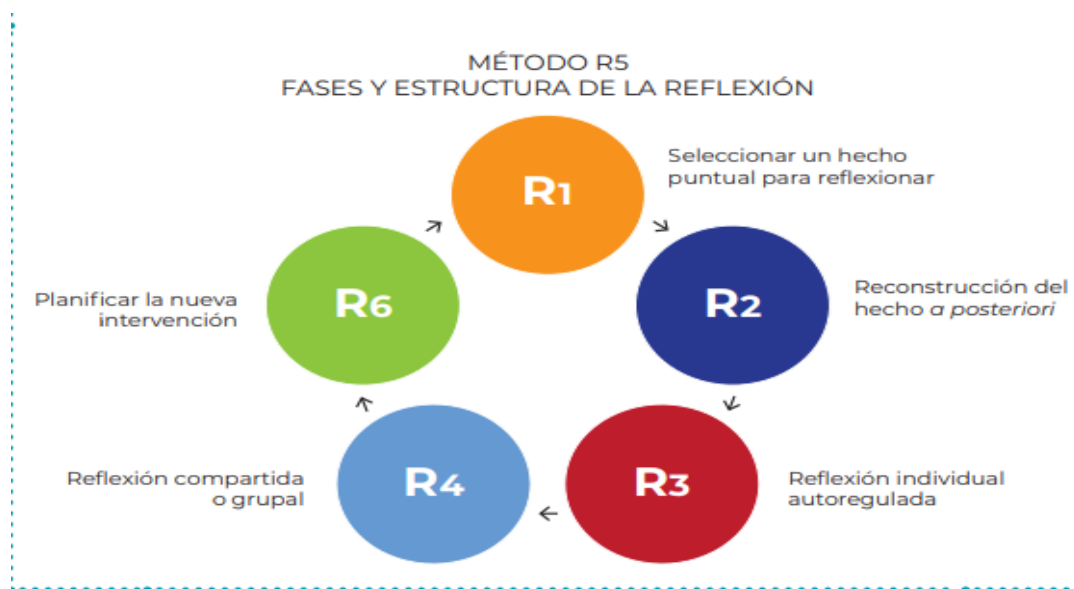 MÉTODO R5
FASES Y ESTRUCTURA DE LA REFLEXIÓN
R1
Seleccionar un hecho
puntual para reflexionar
R2
Reconstrucción del
hecho a posteriori
R3
Reflexión individual
autoregulada
R4
Reflexión compartida
o grupal
R6
Planificar la nueva
intervención